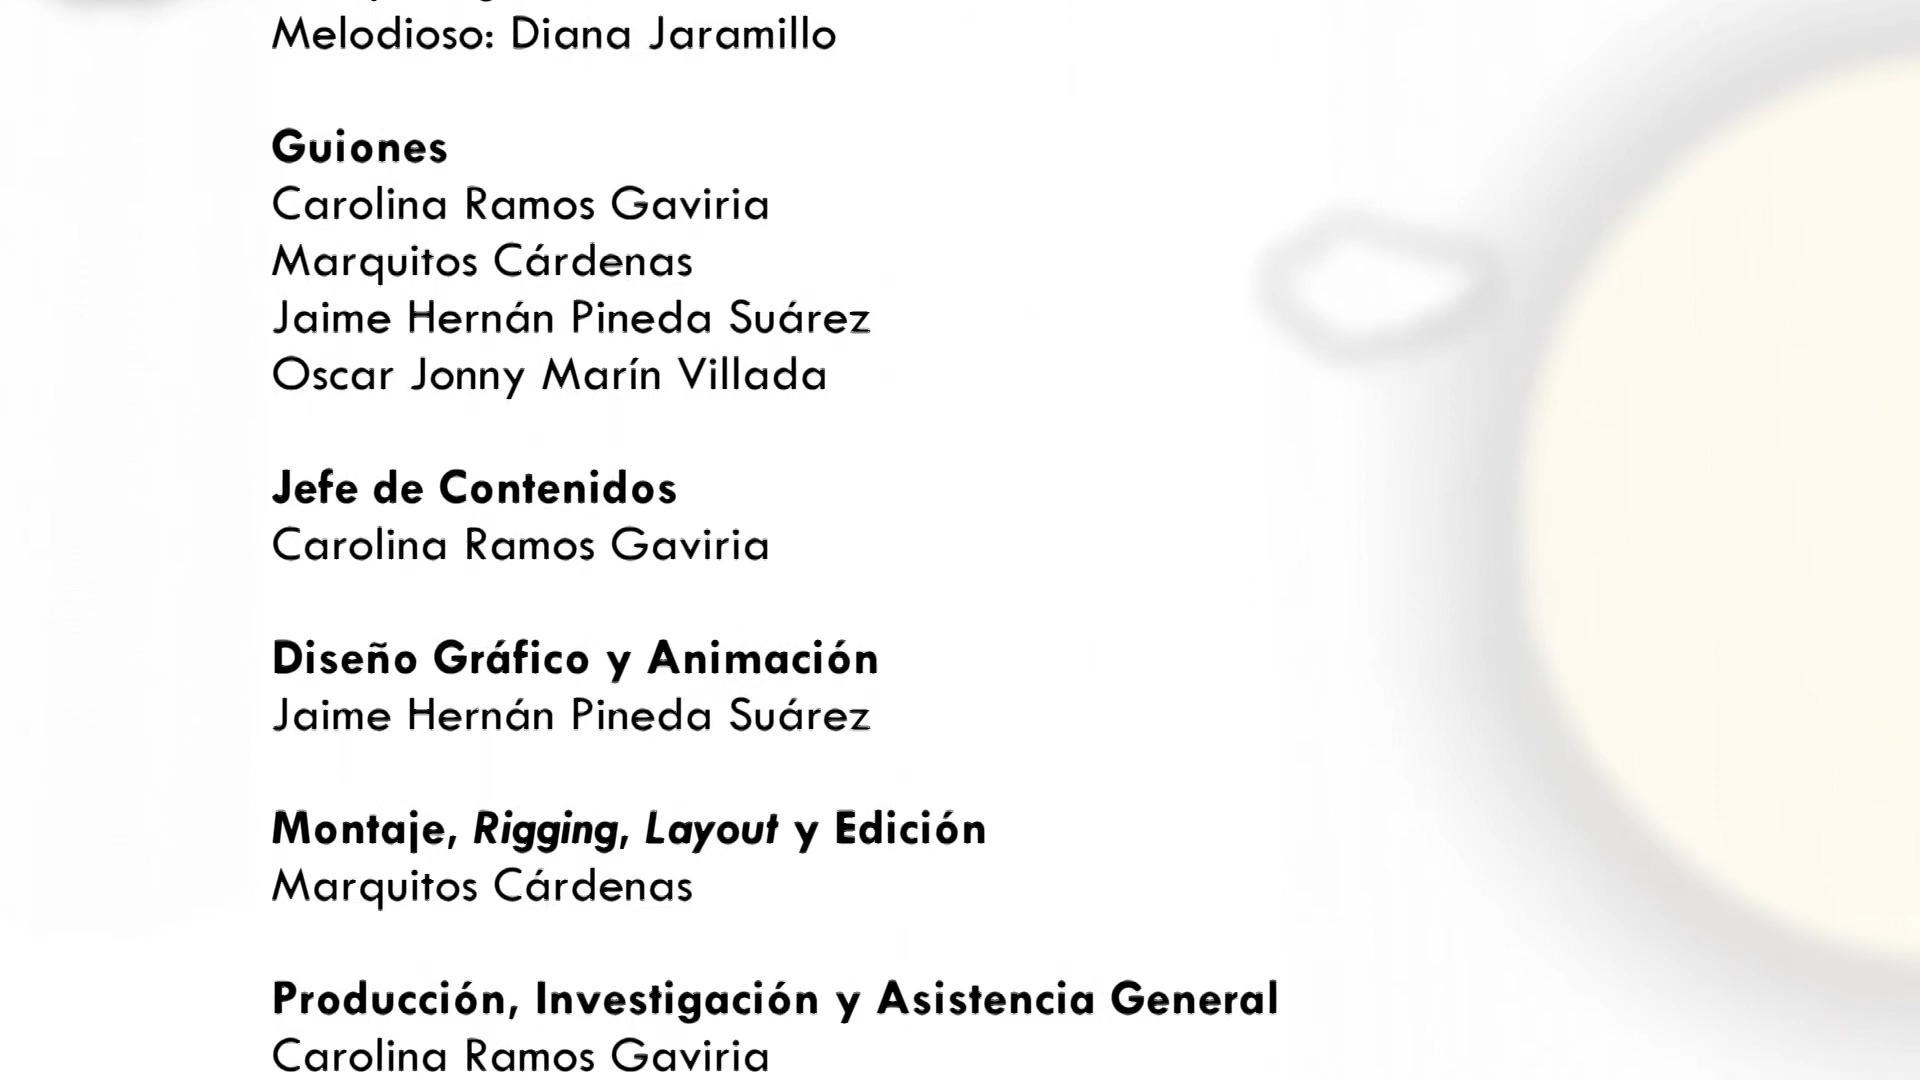 Melodioso: Diana Jaramillo
Guiones
Carolina Ramos Gaviria
Marquitos Cárdenas
Jaime Hernán Pineda Suárez
Oscar Jonny Marín Villada
Jefe de Contenidos
Carolina Ramos Gaviria
Diseño Gráfico y Animación
Jaime Hernán Pineda Suárez
Montaje, Rigging, Layout y Edición
Marquitos Cárdenas
Producción, Investigación y Asistencia General
Carolina Ramos Gaviria